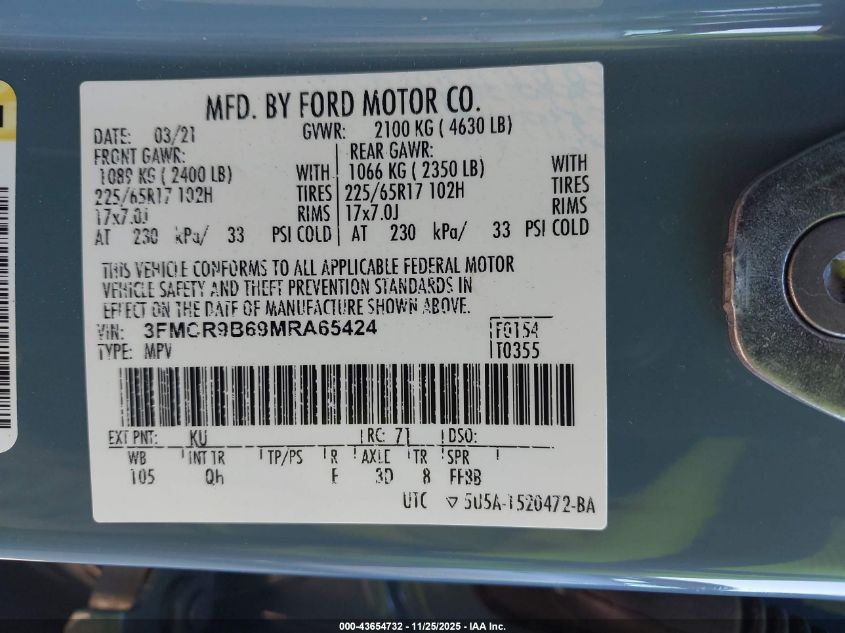 MFD. BY FORD MOTOR CO.
DATE: 03/21 GVWR: 2100 KG ( 4630 LB)
FRONT GAWR: REAR GAWR:
1089 KG ( 2400 LB) WITH 1066 KG ( 2350 LB) WITH
225/65R17 102H TIRES 225/65R17 102H TIRES
17x7.0J RIMS 17x7.0J RIMS
AT 230 kPa/ 33 PSI COLD AT 230 kPa/ 33 PSI COLD
THIS VEHICLE CONFORMS TO ALL APPLICABLE FEDERAL MOTOR
VEHICLE SAFETY AND THEFT PREVENTION STANDARDS IN
EFFECT ON THE DATE OF MANUFACTURE SHOWN ABOVE.
VIN: 3FMCR9B69MRA65424 F0154
TYPE: MPV T0355
EXT PNT: KU RC: 71 DSO:
WB INT TR TP/PS R AXLE TR SPR
105 Qh E 3D 8 FFBB
UTC ▽ 5U5A-1520472-BA
000-43654732 - 11/25/2025 - IAA Inc.